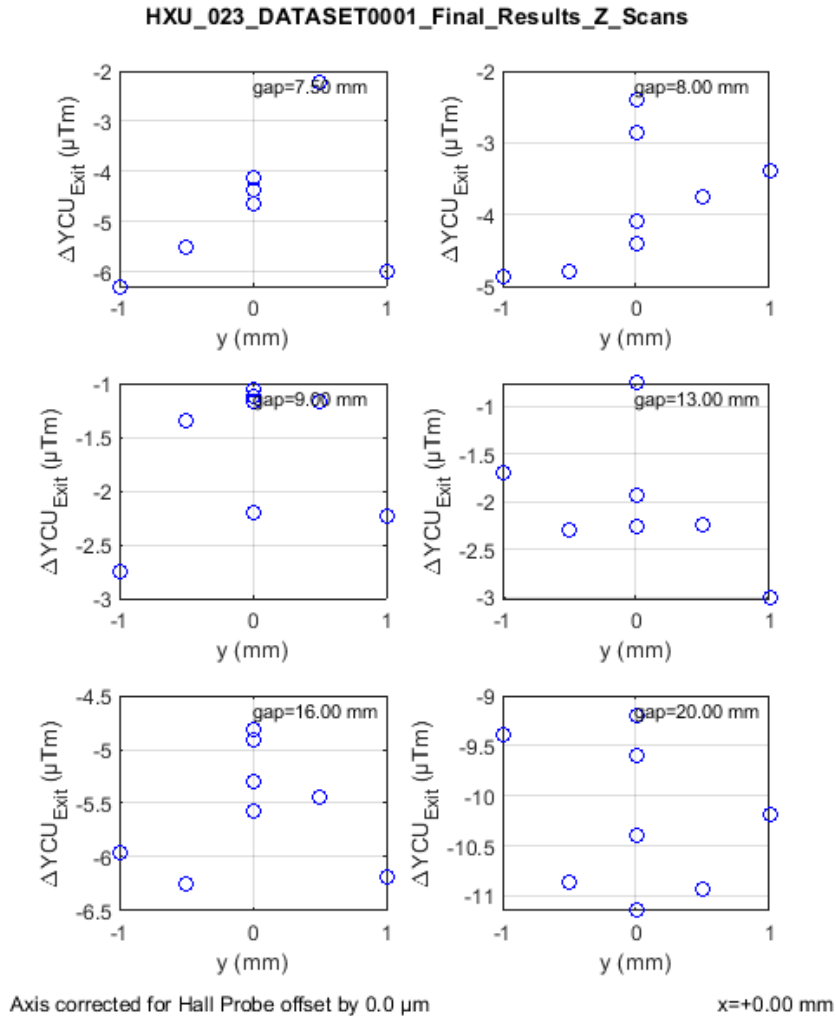 HXU_023_DATASET0001_Final_Results_Z_Scans
-2
-3
-4
-5
-6
-1
0
1
y (mm)
ΔYCU_Exit (µTm)
gap=7.50 mm
-2
-3
-4
-5
-1
0
1
y (mm)
ΔYCU_Exit (µTm)
gap=8.00 mm
-1
-1.5
-2
-2.5
-3
-1
0
1
y (mm)
ΔYCU_Exit (µTm)
gap=9.00 mm
-1
-1.5
-2
-2.5
-3
-1
0
1
y (mm)
ΔYCU_Exit (µTm)
gap=13.00 mm
-4.5
-5
-5.5
-6
-6.5
-1
0
1
y (mm)
ΔYCU_Exit (µTm)
gap=16.00 mm
-9
-9.5
-10
-10.5
-11
-1
0
1
y (mm)
ΔYCU_Exit (µTm)
gap=20.00 mm
Axis corrected for Hall Probe offset by 0.0 µm
x=+0.00 mm